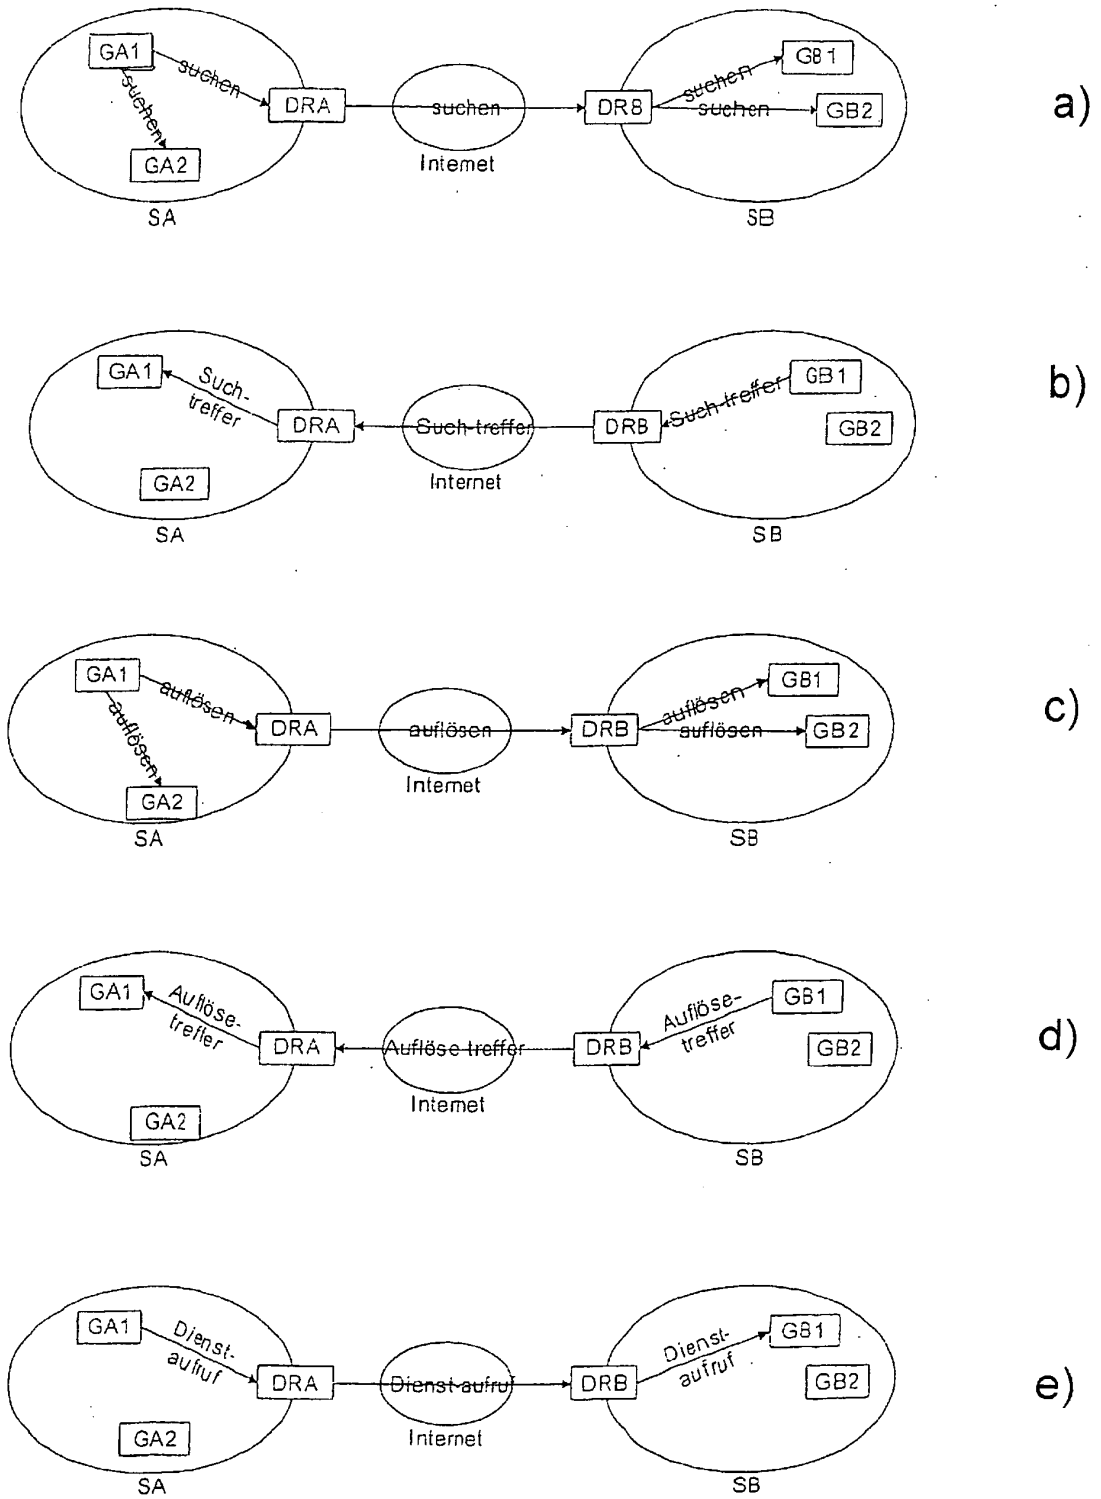 GA1
suchen
suchen
DRA
GA2
SA
suchen
Internet
DRB
suchen
suchen
GB1
GB2
SB
a)
GA1
Such-
treffer
DRA
GA2
SA
Such-treffer
Internet
DRB
Such-treffer
GB1
GB2
SB
b)
GA1
auflösen
auflösen
DRA
GA2
SA
auflösen
Internet
DRB
auflösen
auflösen
GB1
GB2
SB
c)
GA1
Auflöse-
treffer
DRA
GA2
SA
Auflöse-treffer
Internet
DRB
Auflöse-
treffer
GB1
GB2
SB
d)
GA1
Dienst-
aufruf
DRA
GA2
SA
Dienst-aufruf
Internet
DRB
Dienst-
aufruf
GB1
GB2
SB
e)